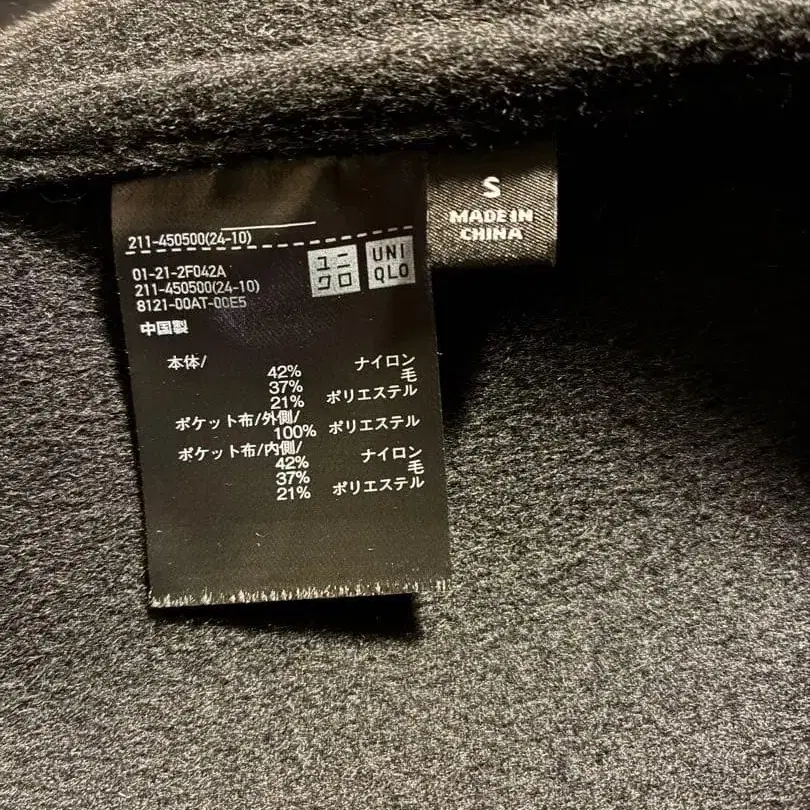 211-450500(24-10)
ユニ
クロ
UNI
QLO
S
MADE IN
CHINA
01-21-2F042A
211-450500(24-10)
8121-00AT-00E5
中国製
本体/
42% ナイロン
37% 毛
21% ポリエステル
ポケット布/外側/
100% ポリエステル
ポケット布/内側/
42% ナイロン
37% 毛
21% ポリエステル